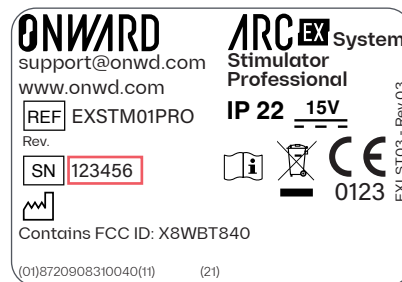 ONWARD
support@onwd.com
www.onwd.com
REF EXSTM01PRO
Rev.
SN 123456
Contains FCC ID: X8WBT840
(01)8720908310040(11) (21)
ARC EX System
Stimulator
Professional
IP 22 15V
i CE
0123
EXLST03 - Rev 03